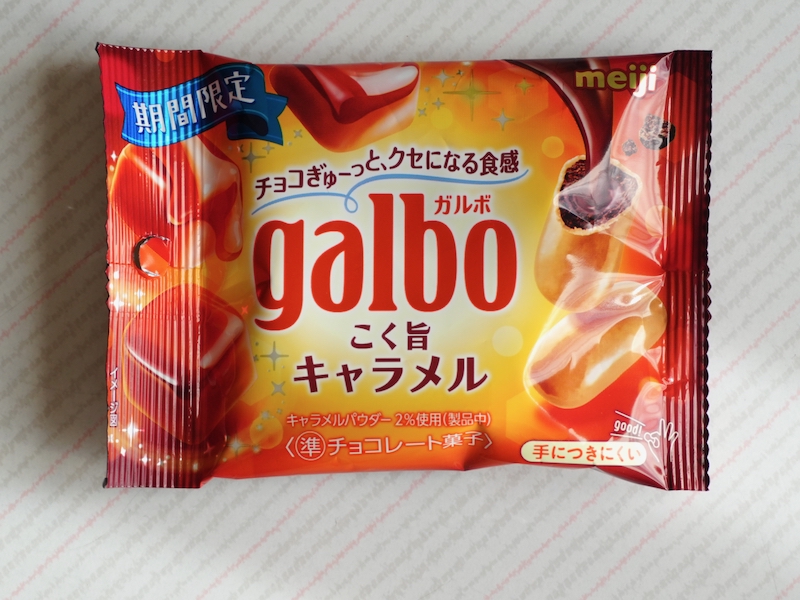 期間限定
meiji
チョコぎゅーっと、クセになる食感
ガルボ
galbo
こく旨
キャラメル
キャラメルパウダー2%使用(製品中)
〈準チョコレート菓子〉
good!
手につきにくい
イメージ図